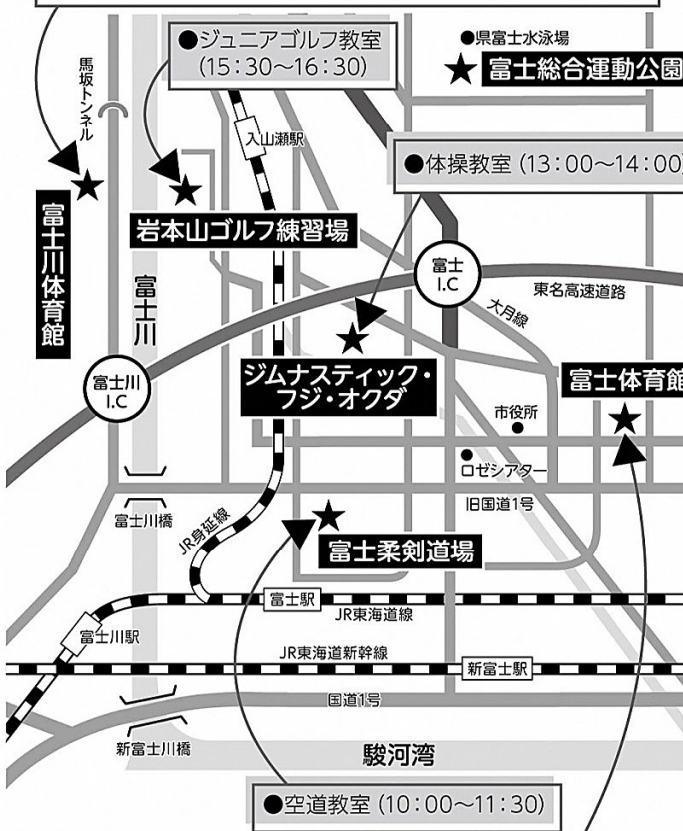 ●ジュニアゴルフ教室
(15:30～16:30)
●県富士水泳場
★ 富士総合運動公園
馬坂トンネル
入山瀬駅
●体操教室 (13:00～14:00)
富士川体育館
岩本山ゴルフ練習場
富士川
富士
I.C
東名高速道路
大月線
富士川
I.C
ジムナスティック・
フジ・オクダ
富士体育館
市役所
ロゼシアター
旧国道1号
富士川橋
JR身延線
富士柔剣道場
富士駅
JR東海道線
富士川駅
JR東海道新幹線
新富士駅
国道1号
新富士川橋
駿河湾
●空道教室 (10:00～11:30)